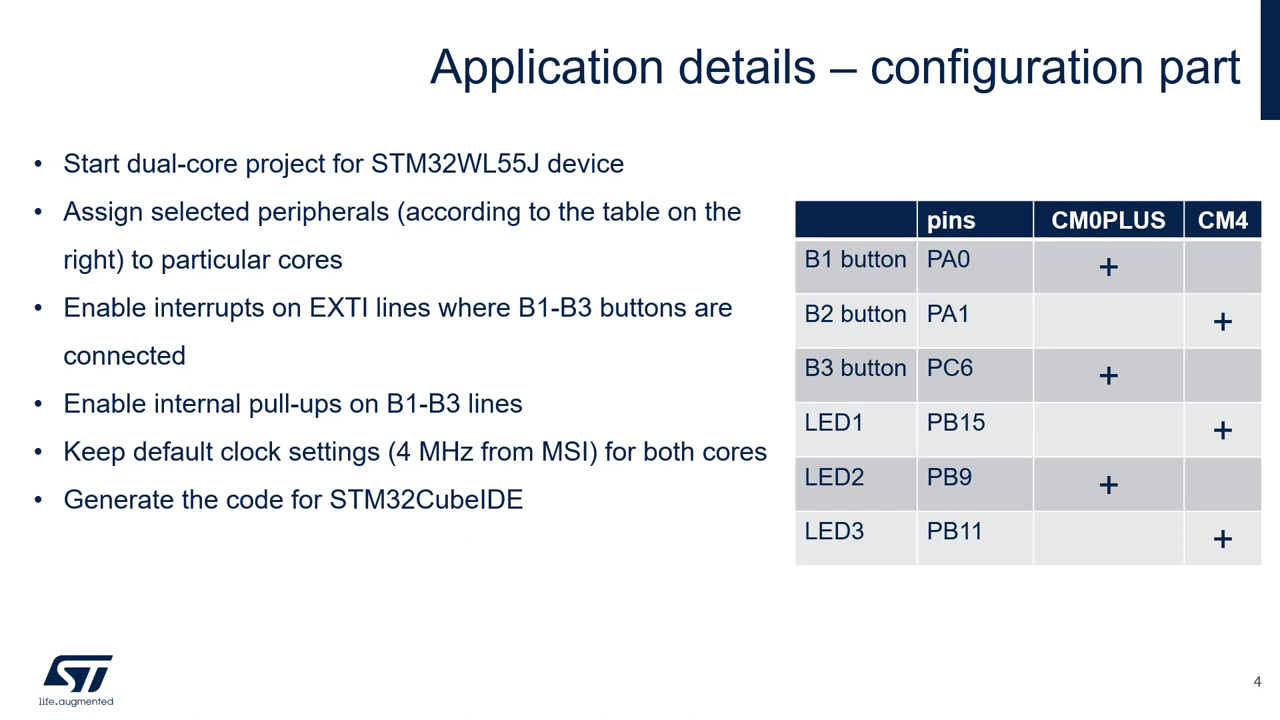 Application details – configuration part
• Start dual-core project for STM32WL55J device
• Assign selected peripherals (according to the table on the
right) to particular cores
• Enable interrupts on EXTI lines where B1-B3 buttons are
connected
• Enable internal pull-ups on B1-B3 lines
• Keep default clock settings (4 MHz from MSI) for both cores
• Generate the code for STM32CubeIDE
pins CM0PLUS CM4
B1 button PA0 +
B2 button PA1 +
B3 button PC6 +
LED1 PB15 +
LED2 PB9 +
LED3 PB11 +
ST
life.augmented
4